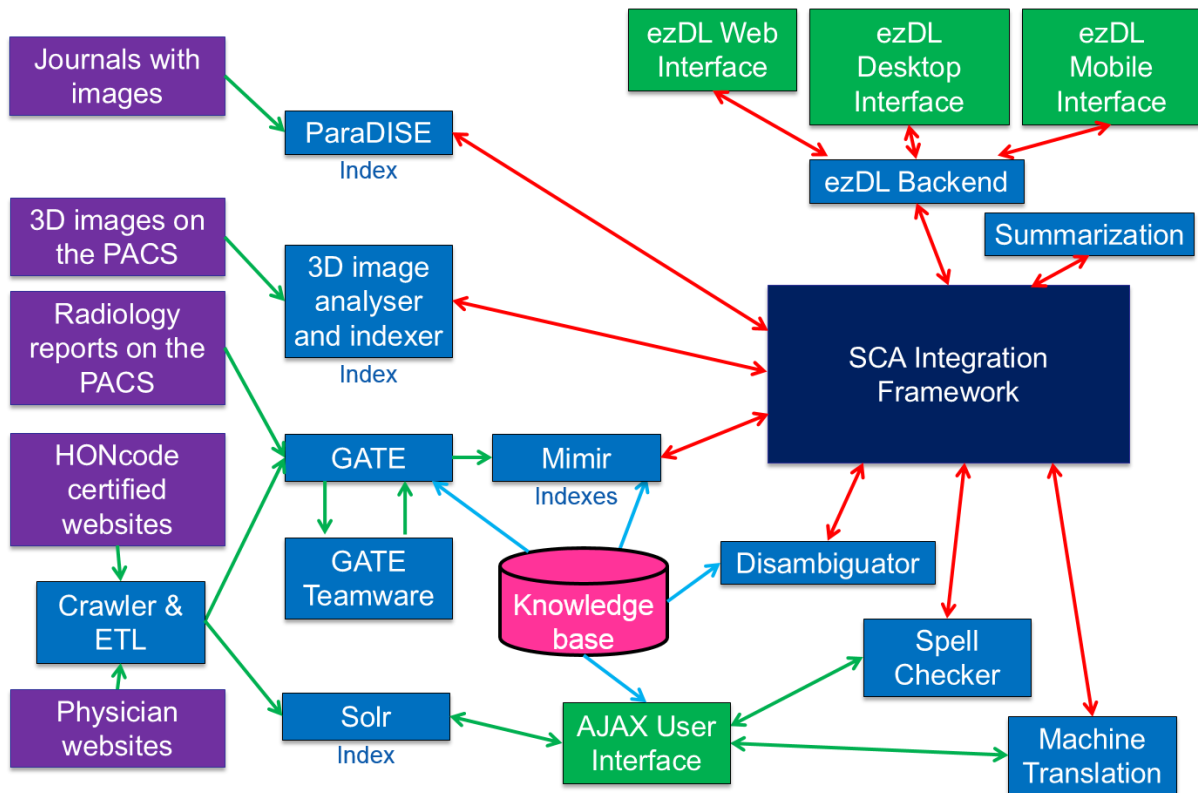 Journals with
images
ParaDISE
Index
ezDL Web
Interface
ezDL
Desktop
Interface
ezDL
Mobile
Interface
ezDL Backend
Summarization
3D images on
the PACS
3D image
analyser
and indexer
Index
Radiology
reports on the
PACS
SCA Integration
Framework
HONcode
certified
websites
GATE
Mimir
Indexes
GATE
Teamware
Knowledge
base
Disambiguator
Crawler &
ETL
Spell
Checker
Physician
websites
Solr
Index
AJAX User
Interface
Machine
Translation